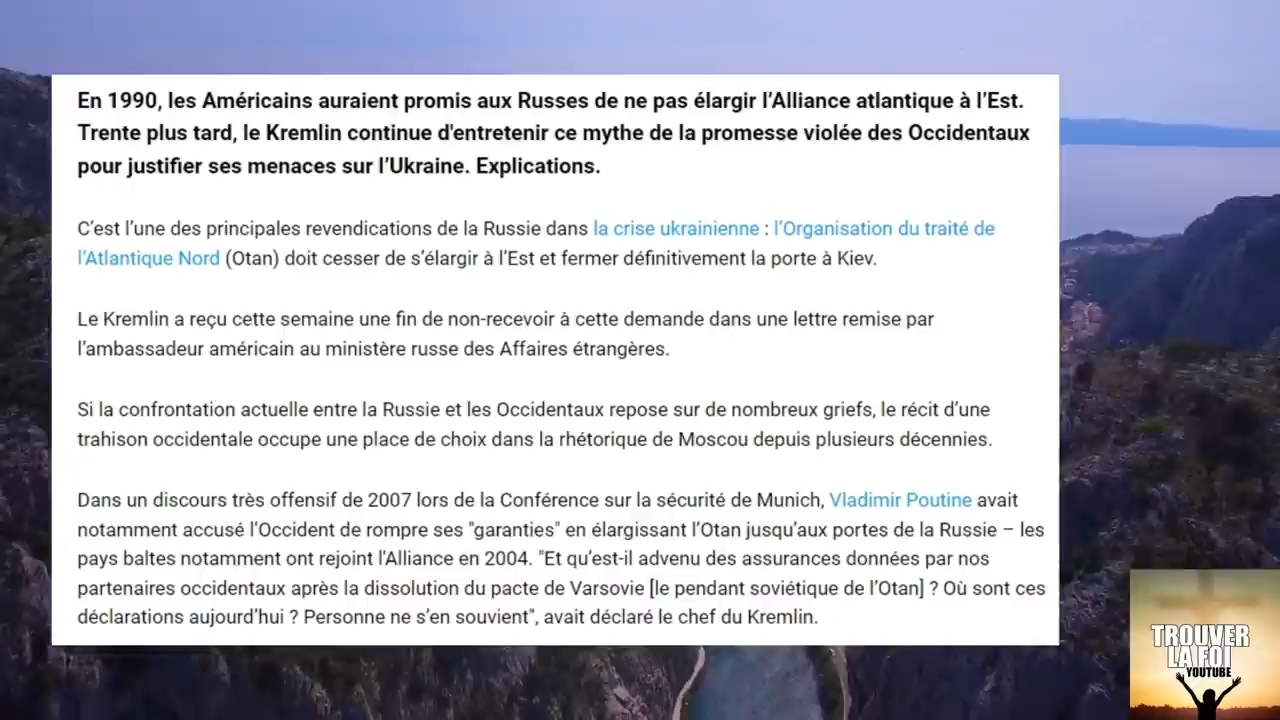 En 1990, les Américains auraient promis aux Russes de ne pas élargir l’Alliance atlantique à l’Est.
Trente plus tard, le Kremlin continue d'entretenir ce mythe de la promesse violée des Occidentaux
pour justifier ses menaces sur l’Ukraine. Explications.
C’est l’une des principales revendications de la Russie dans la crise ukrainienne : l’Organisation du traité de
l’Atlantique Nord (Otan) doit cesser de s’élargir à l’Est et fermer définitivement la porte à Kiev.
Le Kremlin a reçu cette semaine une fin de non-recevoir à cette demande dans une lettre remise par
l’ambassadeur américain au ministère russe des Affaires étrangères.
Si la confrontation actuelle entre la Russie et les Occidentaux repose sur de nombreux griefs, le récit d’une
trahison occidentale occupe une place de choix dans la rhétorique de Moscou depuis plusieurs décennies.
Dans un discours très offensif de 2007 lors de la Conférence sur la sécurité de Munich, Vladimir Poutine avait
notamment accusé l’Occident de rompre ses "garanties" en élargissant l’Otan jusqu’aux portes de la Russie – les
pays baltes notamment ont rejoint l'Alliance en 2004. "Et qu’est-il advenu des assurances données par nos
partenaires occidentaux après la dissolution du pacte de Varsovie [le pendant soviétique de l’Otan] ? Où sont ces
déclarations aujourd’hui ? Personne ne s’en souvient", avait déclaré le chef du Kremlin.
TROUVER
LA FOI
YOUTUBE